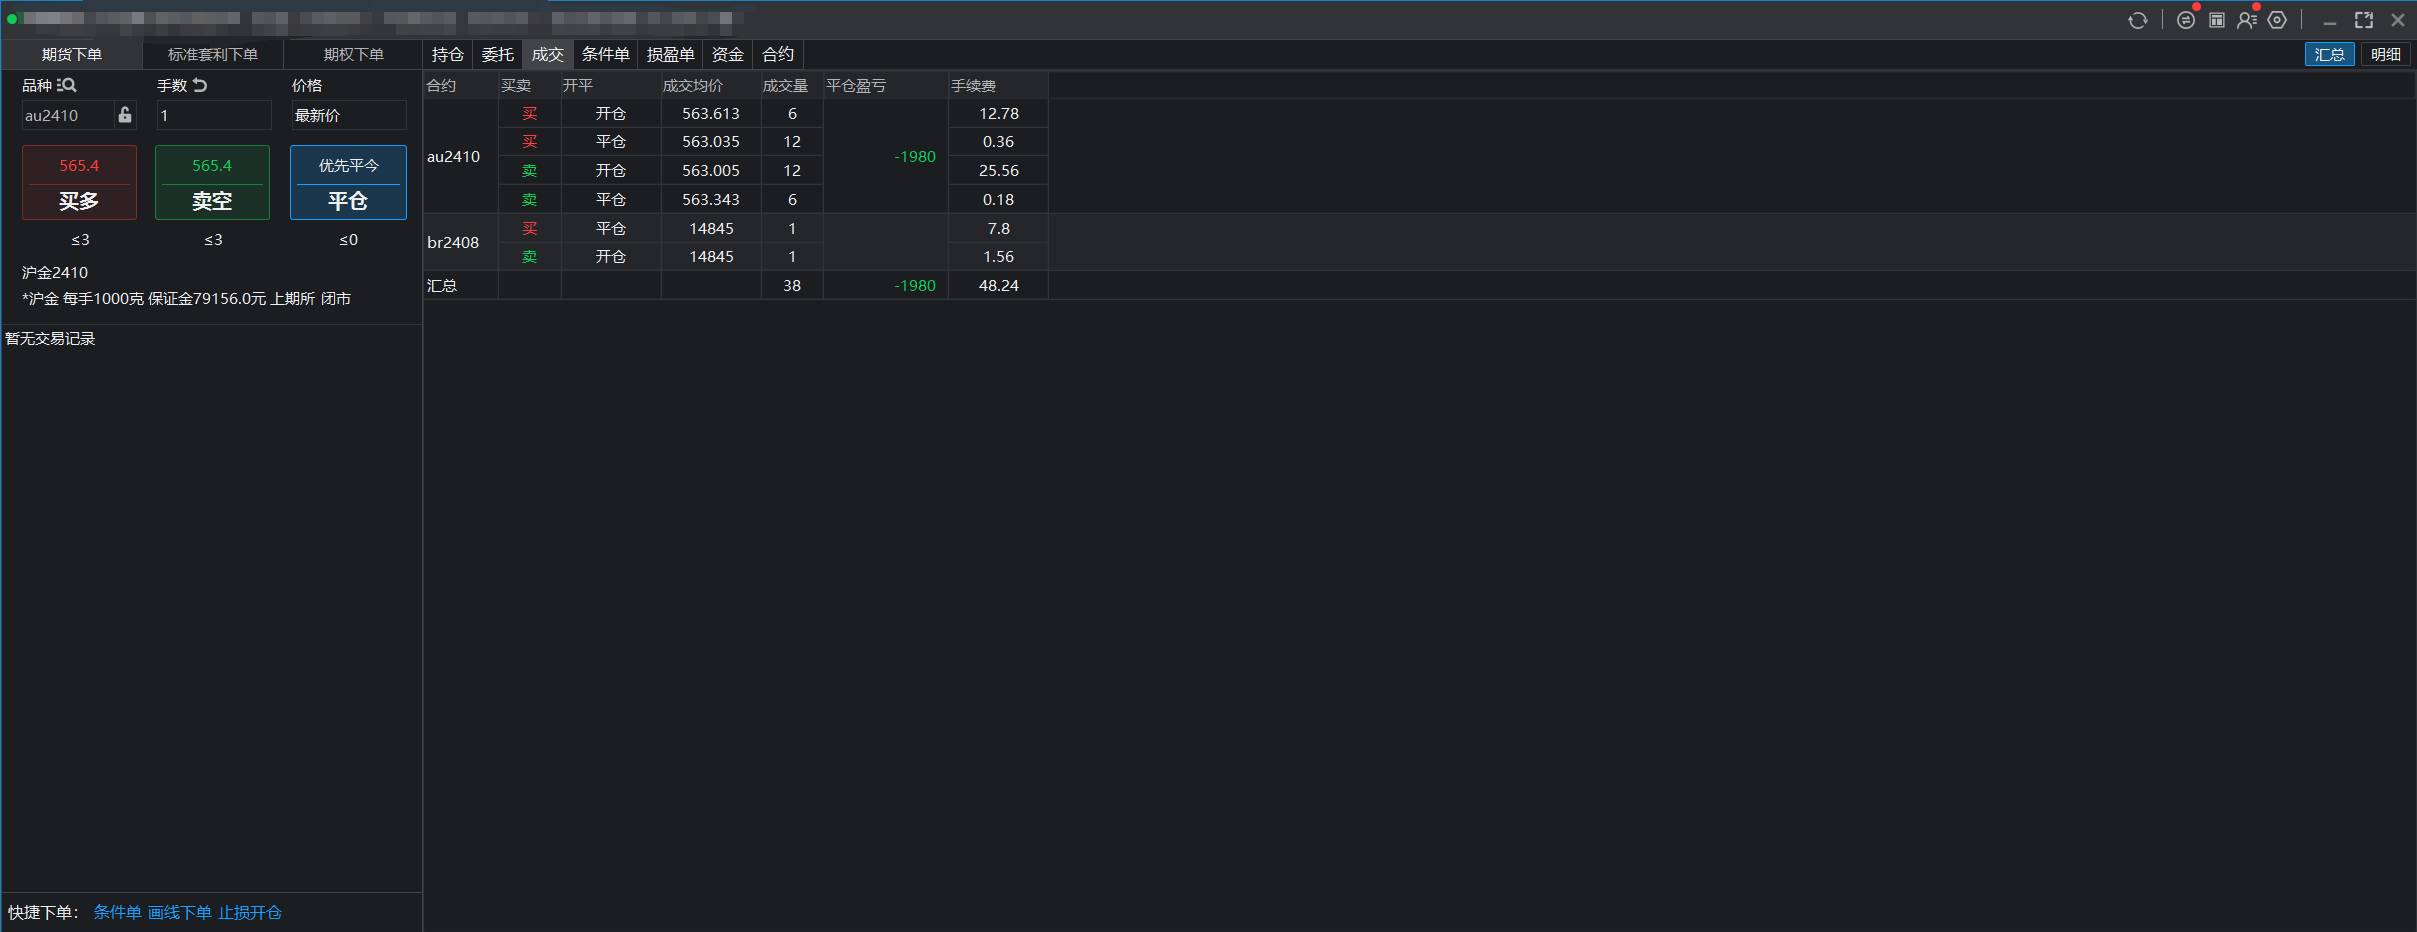 期货下单 标准套利下单 期权下单 持仓 委托 成交 条件单 损盈单 资金 合约 汇总 明细
品种 手数 价格
au2410 1 最新价
565.4 565.4 优先平今
买多 卖空 平仓
≤3 ≤3 ≤0
沪金2410
*沪金 每手1000克 保证金79156.0元 上期所 闭市
暂无交易记录
快捷下单: 条件单 画线下单 止损开仓
合约 买卖 开平 成交均价 成交量 平仓盈亏 手续费
au2410 -1980
买 开仓 563.613 6 12.78
买 平仓 563.035 12 0.36
卖 开仓 563.005 12 25.56
卖 平仓 563.343 6 0.18
br2408
买 平仓 14845 1 7.8
卖 开仓 14845 1 1.56
汇总 38 -1980 48.24